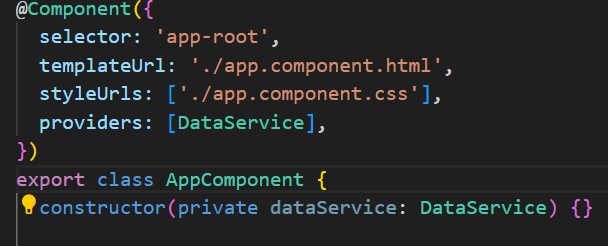 @Component({
  selector: 'app-root',
  templateUrl: './app.component.html',
  styleUrls: ['./app.component.css'],
  providers: [DataService],
})
export class AppComponent {
  constructor(private dataService: DataService) {}